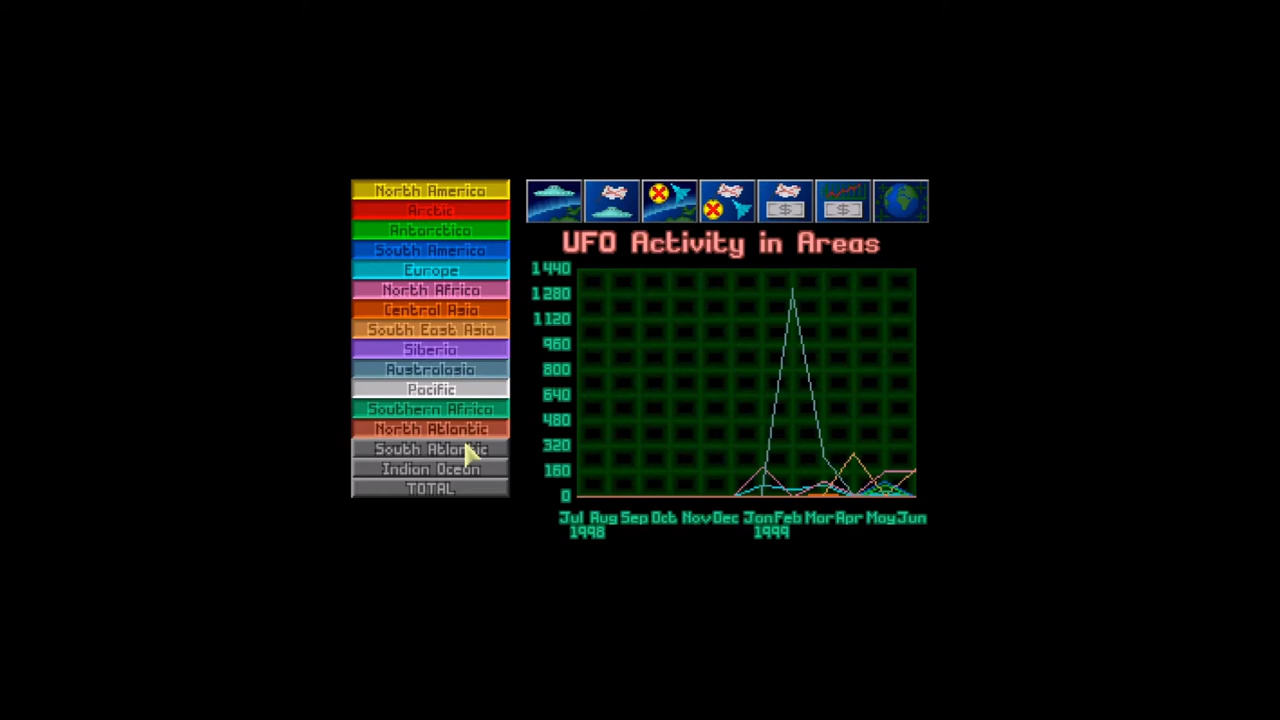 North America
Arctic
Antarctica
South America
Europe
North Africa
Central Asia
South East Asia
Siberia
Australasia
Pacific
Southern Africa
North Atlantic
South Atlantic
Indian Ocean
TOTAL
$ $
UFO Activity in Areas
1440
1280
1120
960
800
640
480
320
160
0
Jul Aug Sep Oct Nov Dec Jan Feb Mar Apr May Jun
1998 1999